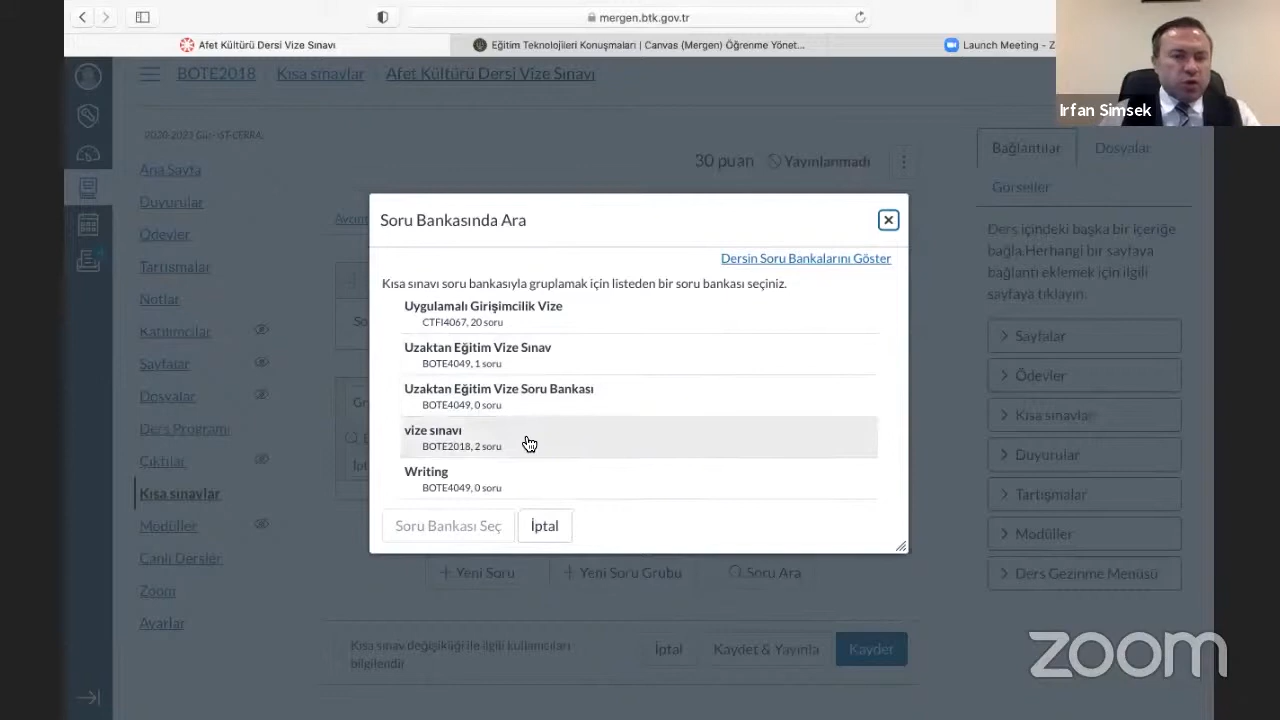 mergen.btk.gov.tr
Afet Kültürü Dersi Vize Sınavı
Eğitim Teknolojileri Konuşmaları | Canvas (Mergen) Öğrenme Yönet...
Launch Meeting - Z
Irfan Simsek
BOTE2018
Kısa sınavlar
Afet Kültürü Dersi Vize Sınavı
Ana Sayfa
Duyurular
Ödevler
Tartışmalar
Notlar
Katılımcılar
Sayfalar
Dosyalar
Ders Programı
Çıktılar
Kısa sınavlar
Modüller
Canlı Dersler
Zoom
Ayarlar
30 puan
Yayınlanmadı
Soru Bankasında Ara
Dersin Soru Bankalarını Göster
Kısa sınavı soru bankasıyla gruplamak için listeden bir soru bankası seçiniz.
Uygulamalı Girişimcilik Vize
CTFI4067, 20 soru
Uzaktan Eğitim Vize Sınav
BOTE4049, 1 soru
Uzaktan Eğitim Vize Soru Bankası
BOTE4049, 0 soru
vize sınavı
BOTE2018, 2 soru
Writing
BOTE4049, 0 soru
Soru Bankası Seç
İptal
+ Yeni Soru
+ Yeni Soru Grubu
Soru Ara
Kısa sınav değişikliği ile ilgili kullanıcıları
bilgilendir
İptal
Kaydet & Yayınla
Kaydet
Bağlantılar
Dosyalar
Görseller
Ders içindeki başka bir içeriğe
bağla.Herhangi bir sayfaya
bağlantı eklemek için ilgili
sayfaya tıklayın.
Sayfalar
Ödevler
Kısa sınavlar
Duyurular
Tartışmalar
Modüller
Ders Gezinme Menüsü
zoom